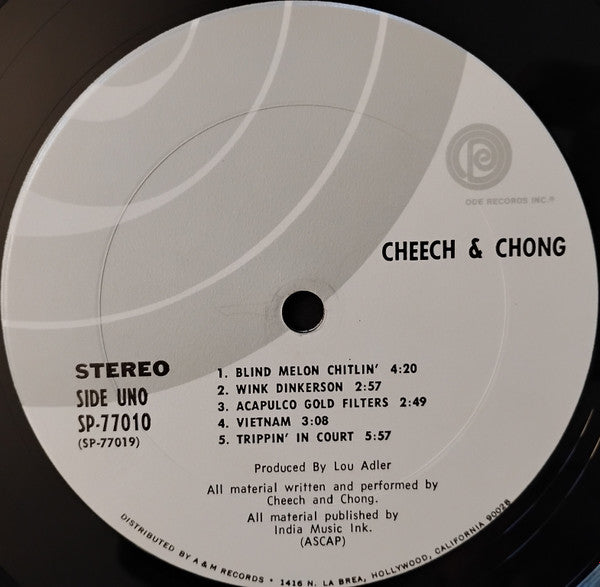 ODE RECORDS INC.®
CHEECH & CHONG
STEREO
SIDE UNO
SP-77010
(SP-77019)
1. BLIND MELON CHITLIN' 4:20
2. WINK DINKERSON 2:57
3. ACAPULCO GOLD FILTERS 2:49
4. VIETNAM 3:08
5. TRIPPIN' IN COURT 5:57
Produced By Lou Adler
All material written and performed by
Cheech and Chong.
All material published by
India Music Ink.
(ASCAP)
DISTRIBUTED BY A & M RECORDS • 1416 N. LA BREA, HOLLYWOOD, CALIFORNIA 90028